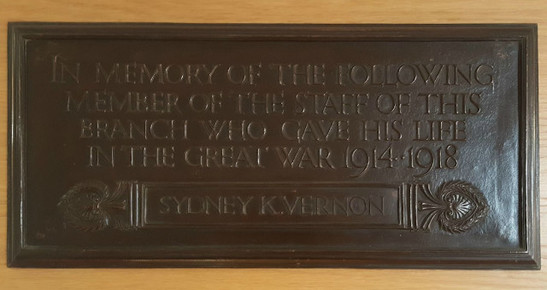 IN MEMORY OF THE FOLLOWING
MEMBER OF THE STAFF OF THIS
BRANCH WHO GAVE HIS LIFE
IN THE GREAT WAR 1914-1918
SYDNEY K. VERNON